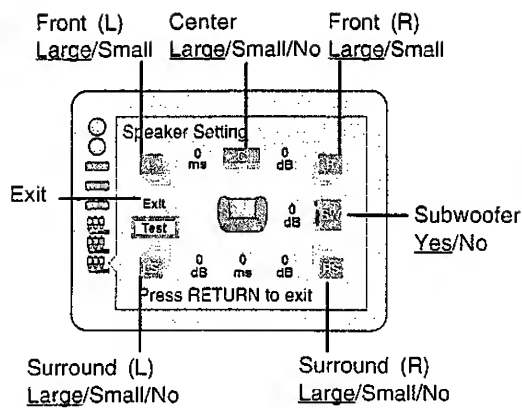 Front (L) Center Front (R)
Large/Small Large/Small/No Large/Small
Speaker Setting
0 0
ms dB
Exit Exit
0
dB
Test
Subwoofer
Yes/No
0 0 0
dB ms dB
Press RETURN to exit
Surround (L) Surround (R)
Large/Small/No Large/Small/No